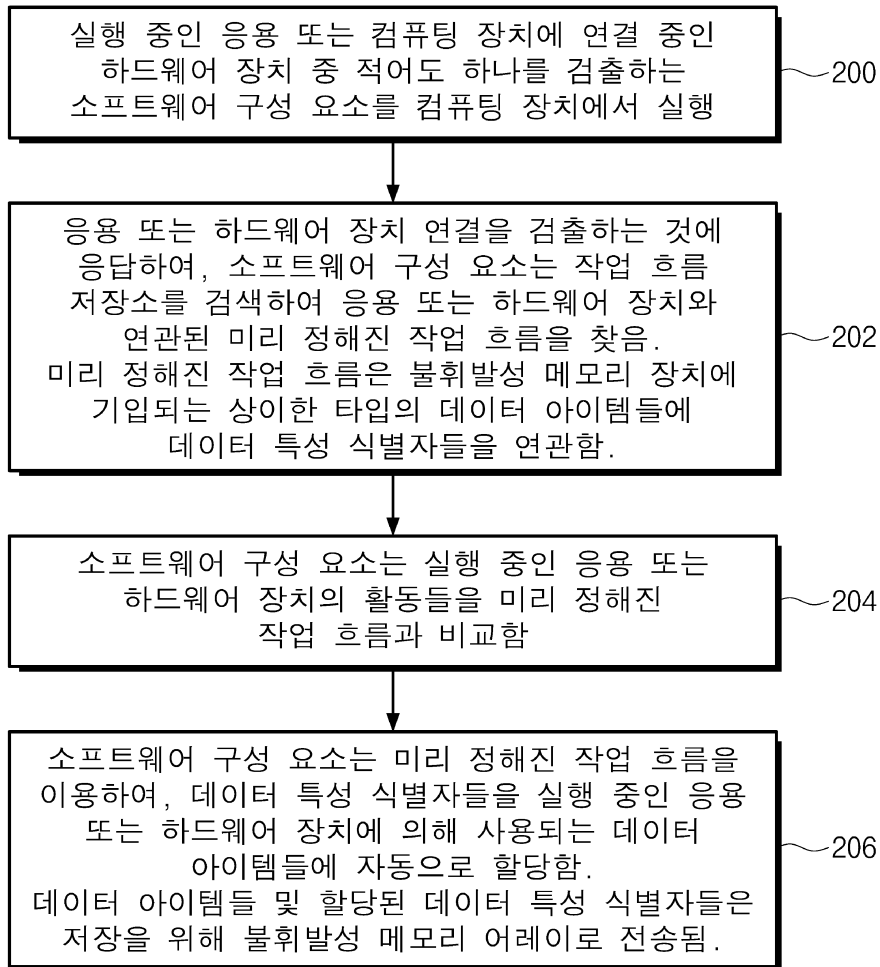 실행 중인 응용 또는 컴퓨팅 장치에 연결 중인
하드웨어 장치 중 적어도 하나를 검출하는
소프트웨어 구성 요소를 컴퓨팅 장치에서 실행
200
응용 또는 하드웨어 장치 연결을 검출하는 것에
응답하여, 소프트웨어 구성 요소는 작업 흐름
저장소를 검색하여 응용 또는 하드웨어 장치와
연관된 미리 정해진 작업 흐름을 찾음.
미리 정해진 작업 흐름은 불휘발성 메모리 장치에
기입되는 상이한 타입의 데이터 아이템들에
데이터 특성 식별자들을 연관함.
202
소프트웨어 구성 요소는 실행 중인 응용 또는
하드웨어 장치의 활동들을 미리 정해진
작업 흐름과 비교함
204
소프트웨어 구성 요소는 미리 정해진 작업 흐름을
이용하여, 데이터 특성 식별자들을 실행 중인 응용
또는 하드웨어 장치에 의해 사용되는 데이터
아이템들에 자동으로 할당함.
데이터 아이템들 및 할당된 데이터 특성 식별자들은
저장을 위해 불휘발성 메모리 어레이로 전송됨.
206